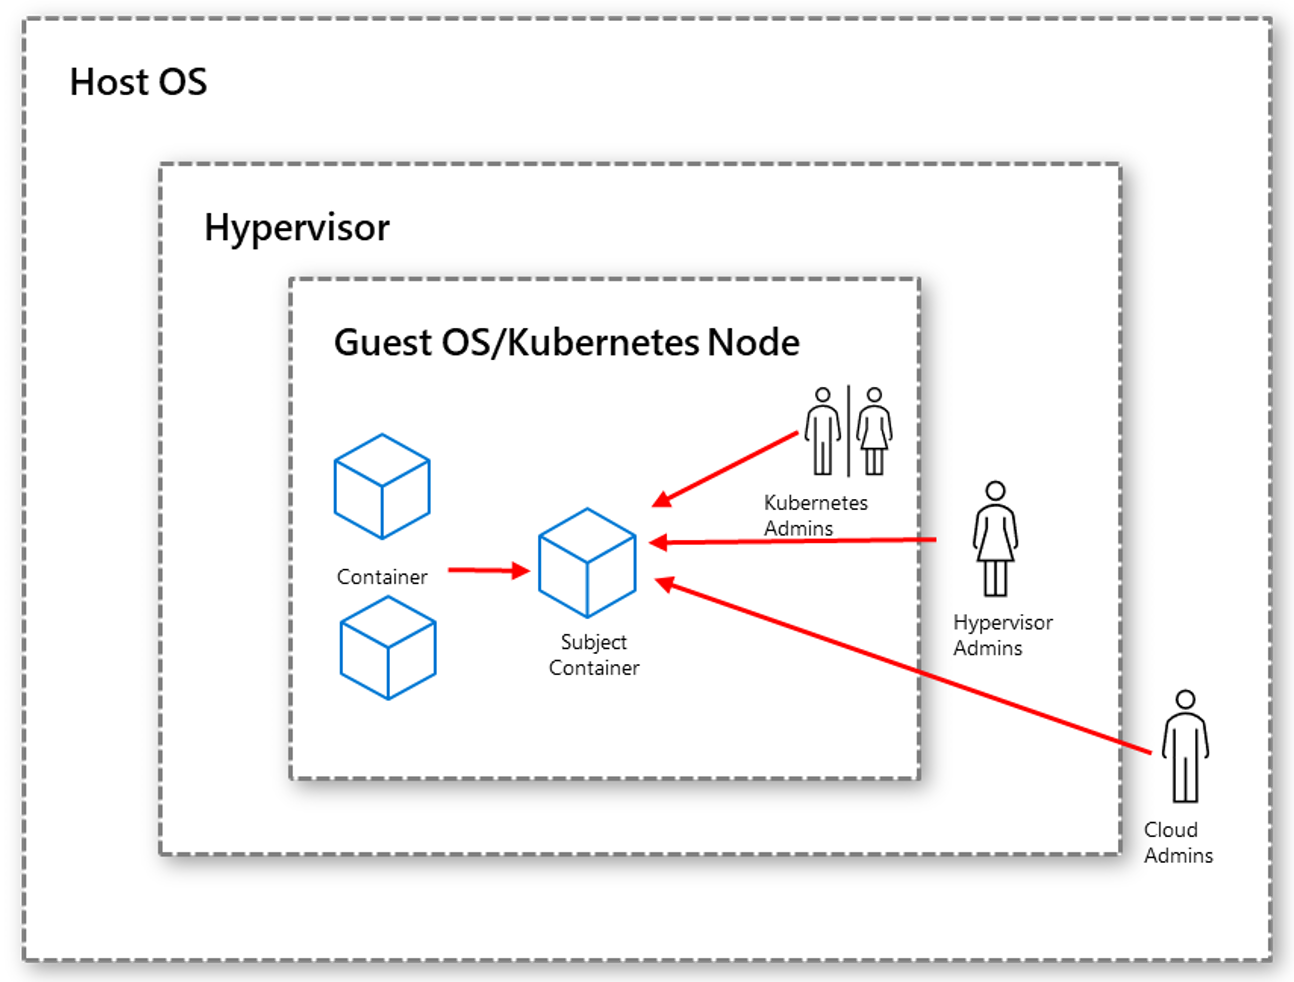 Host OS
Hypervisor
Guest OS/Kubernetes Node
Kubernetes
Admins
Container
Subject
Container
Hypervisor
Admins
Cloud
Admins